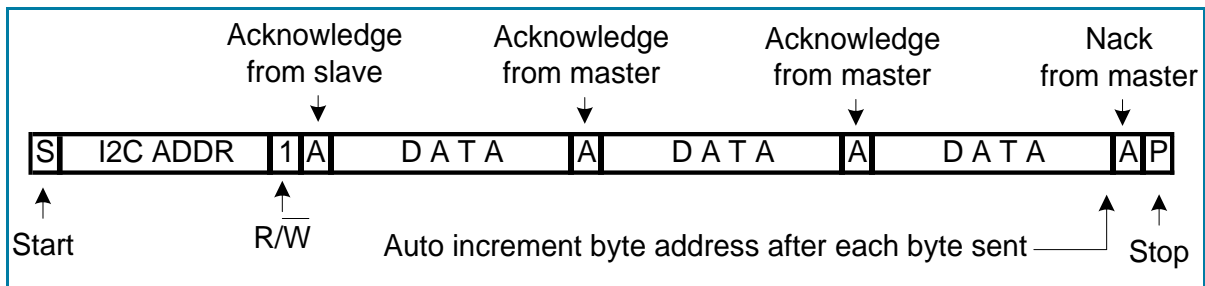 Acknowledge from slave
Acknowledge from master
Acknowledge from master
Nack from master
S I2C ADDR 1 A D A T A A D A T A A D A T A A P
Start
R/W̅
Auto increment byte address after each byte sent
Stop